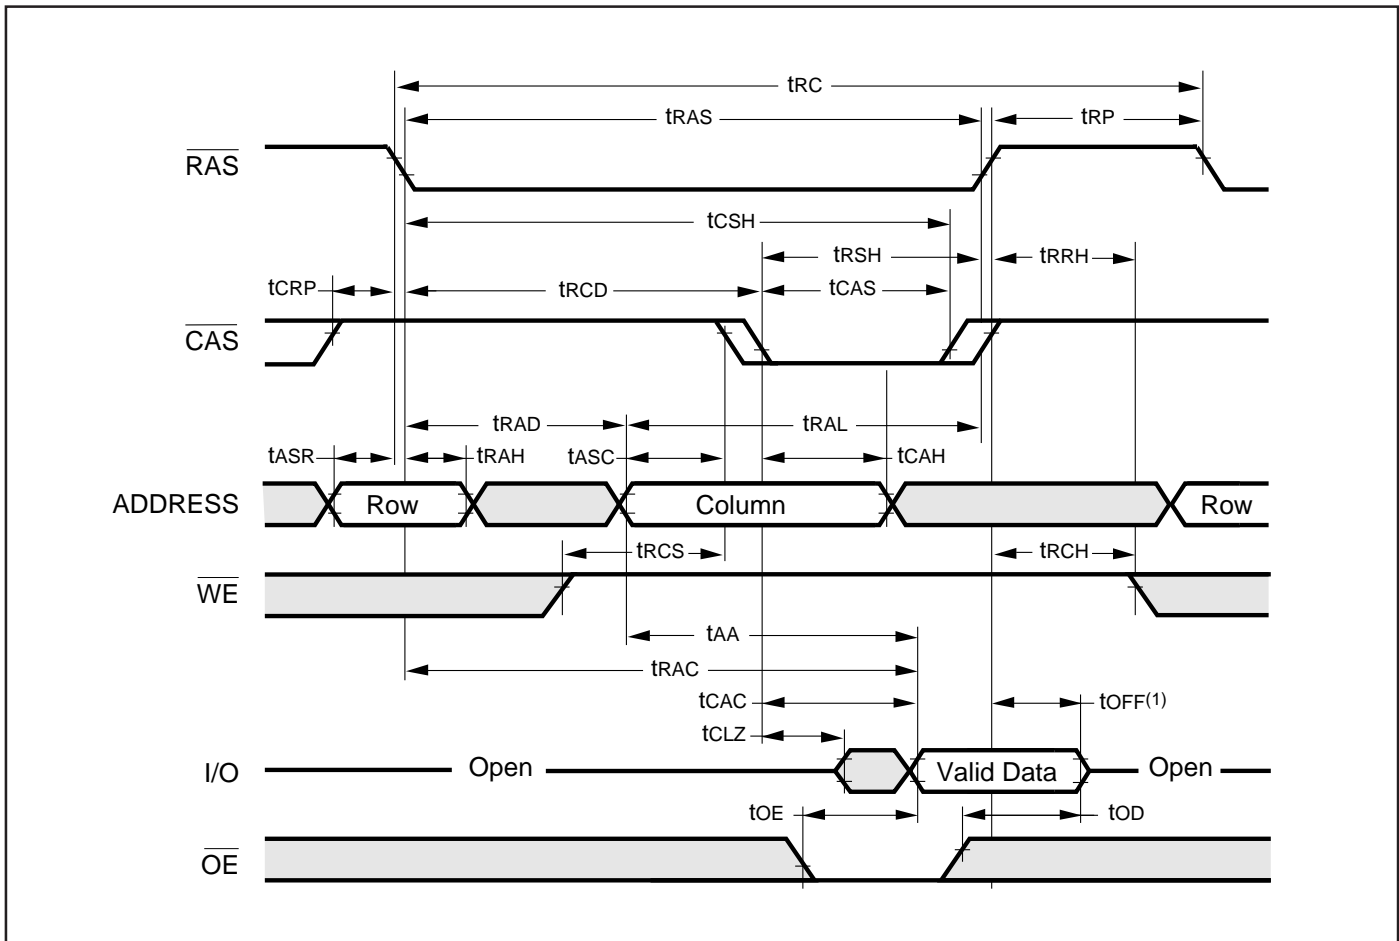 tRC
tRAS
tRP
RAS
tCSH
tRSH
tRRH
tCRP
tRCD
tCAS
CAS
tRAD
tRAL
tASR
tRAH
tASC
tCAH
ADDRESS
Row
Column
Row
tRCS
tRCH
WE
tAA
tRAC
tCAC
tOFF(1)
tCLZ
I/O
Open
Valid Data
Open
tOE
tOD
OE